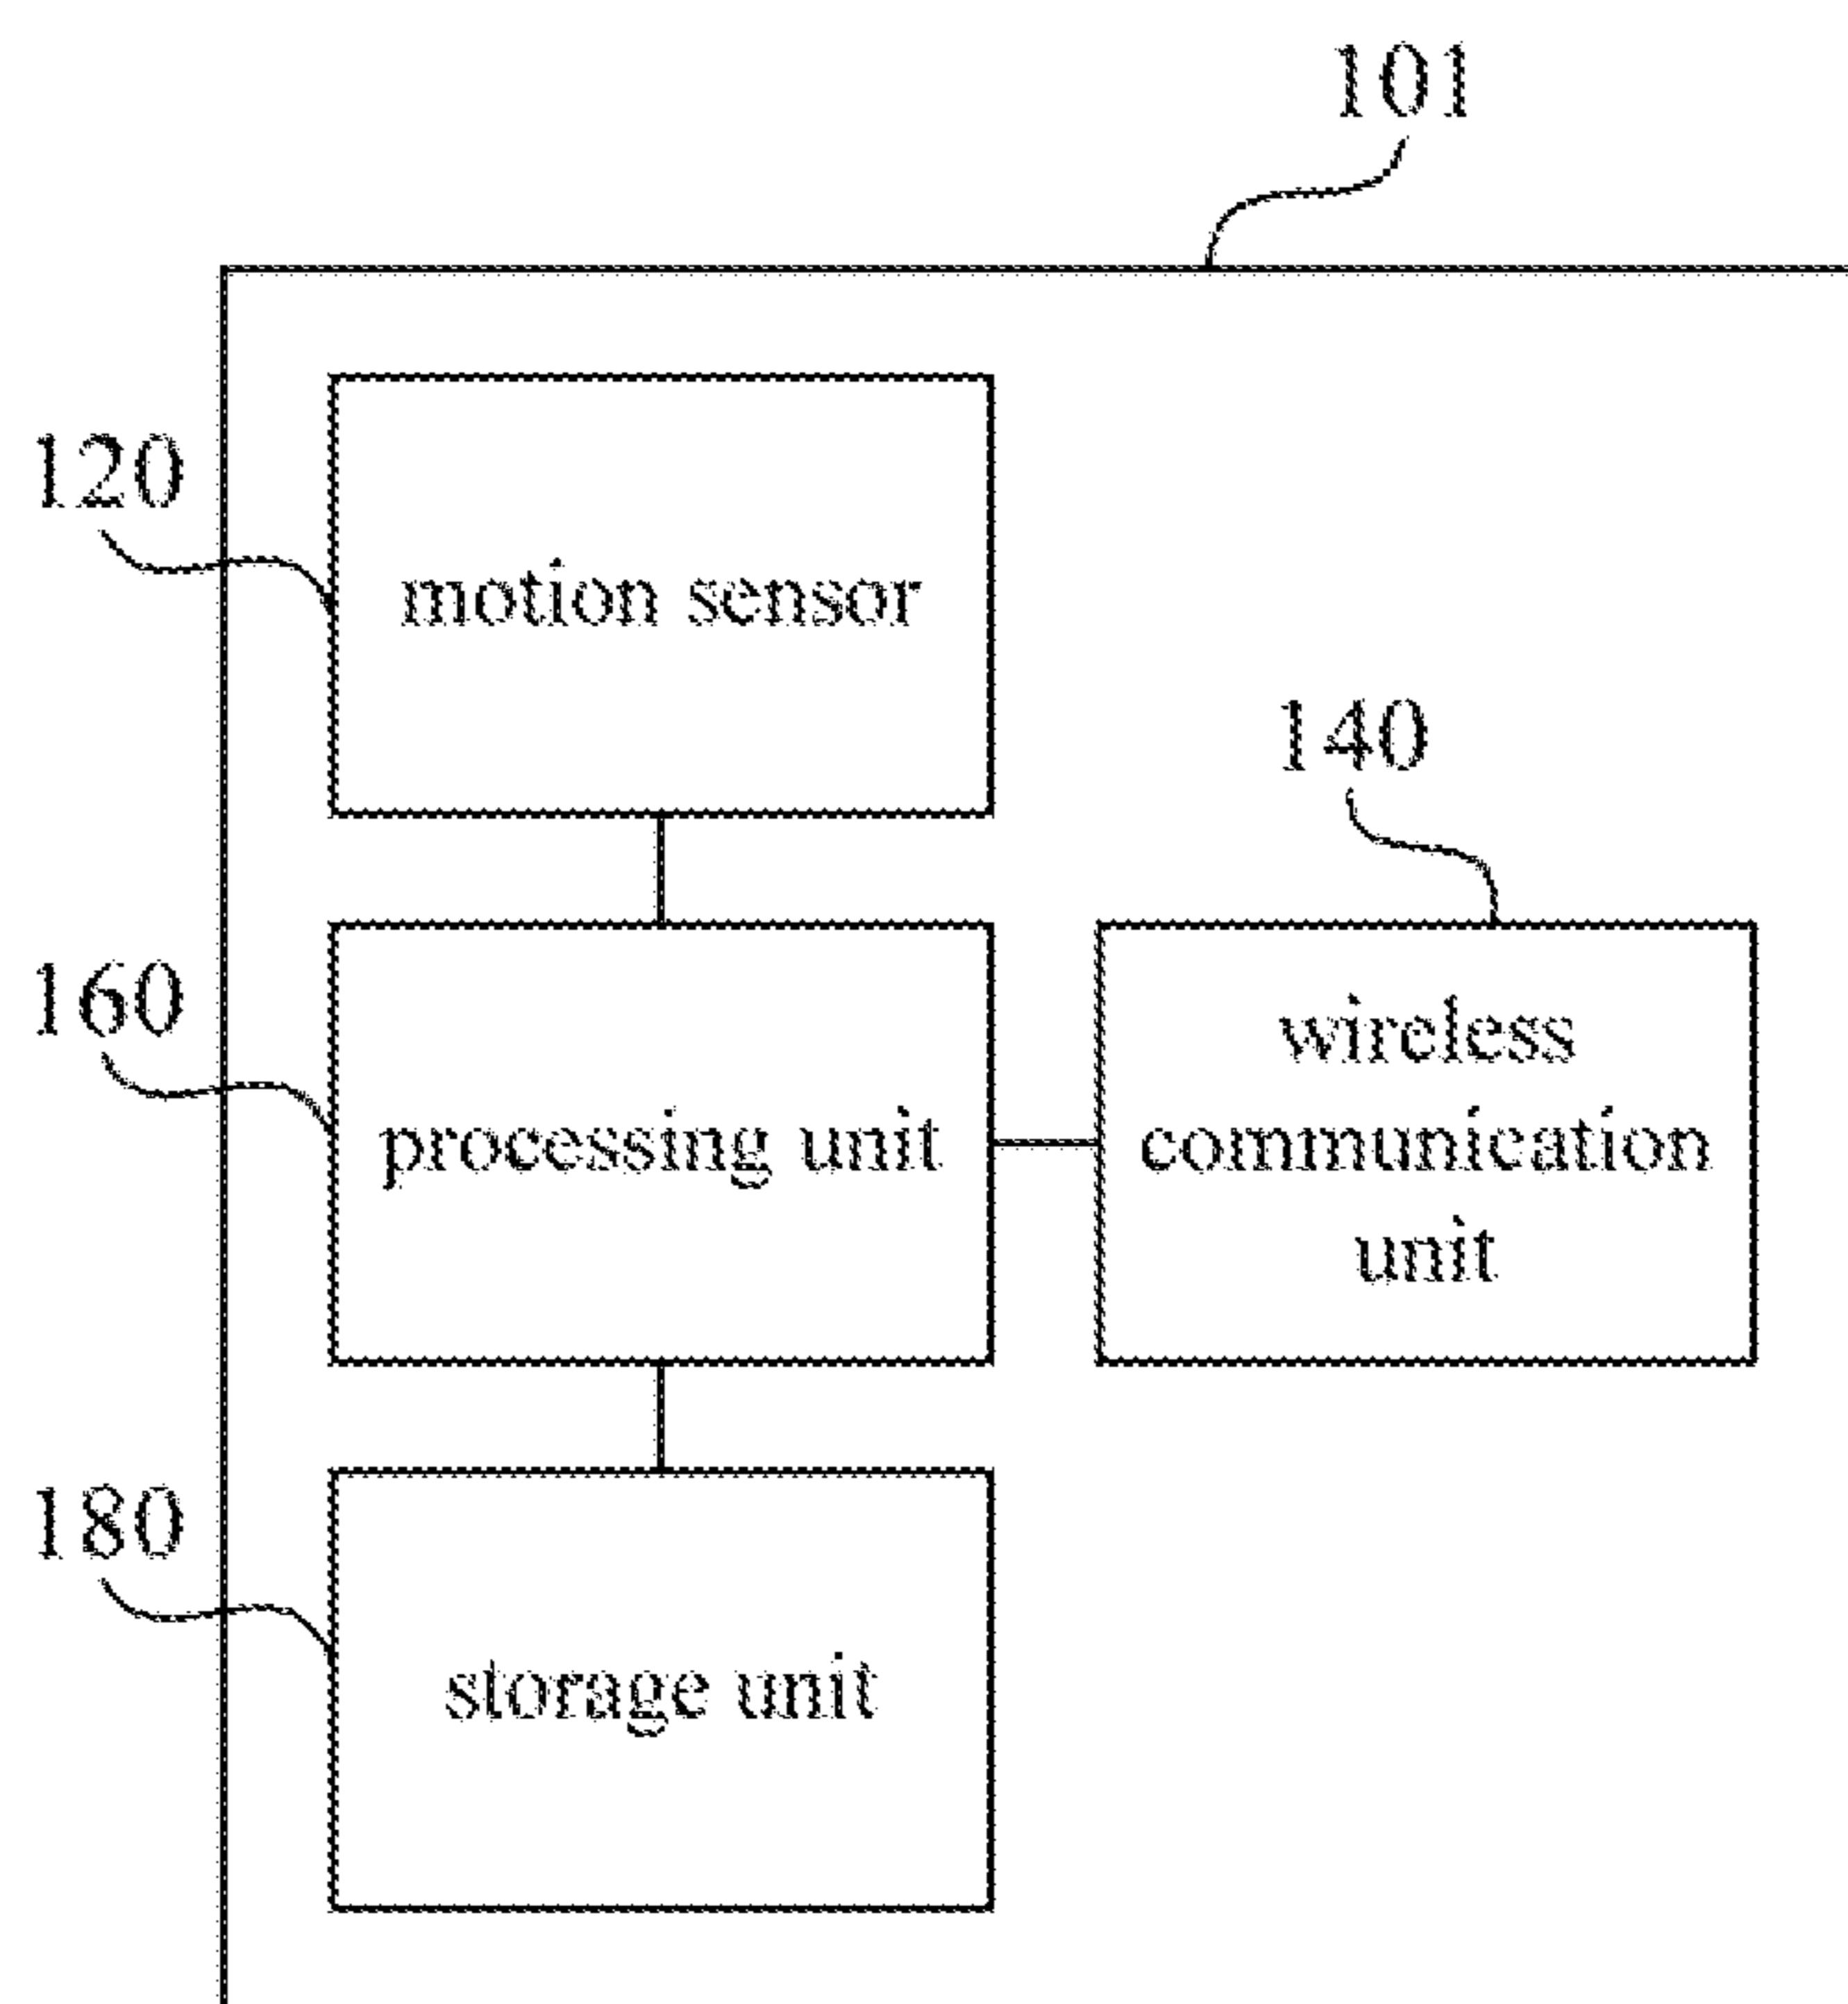 101
120
motion sensor
140
160
processing unit
wireless
communication
unit
180
storage unit